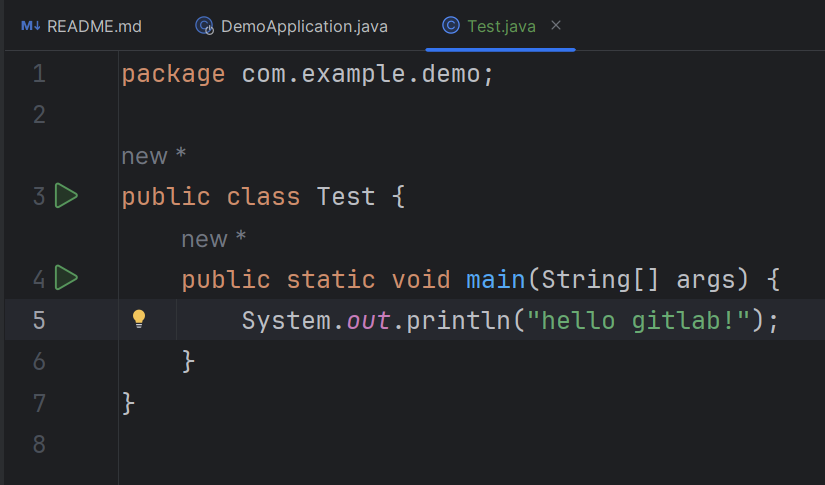 M↓ README.md DemoApplication.java Test.java
1 package com.example.demo;
2
new *
3 public class Test {
new *
4 public static void main(String[] args) {
5 System.out.println("hello gitlab!");
6 }
7 }
8